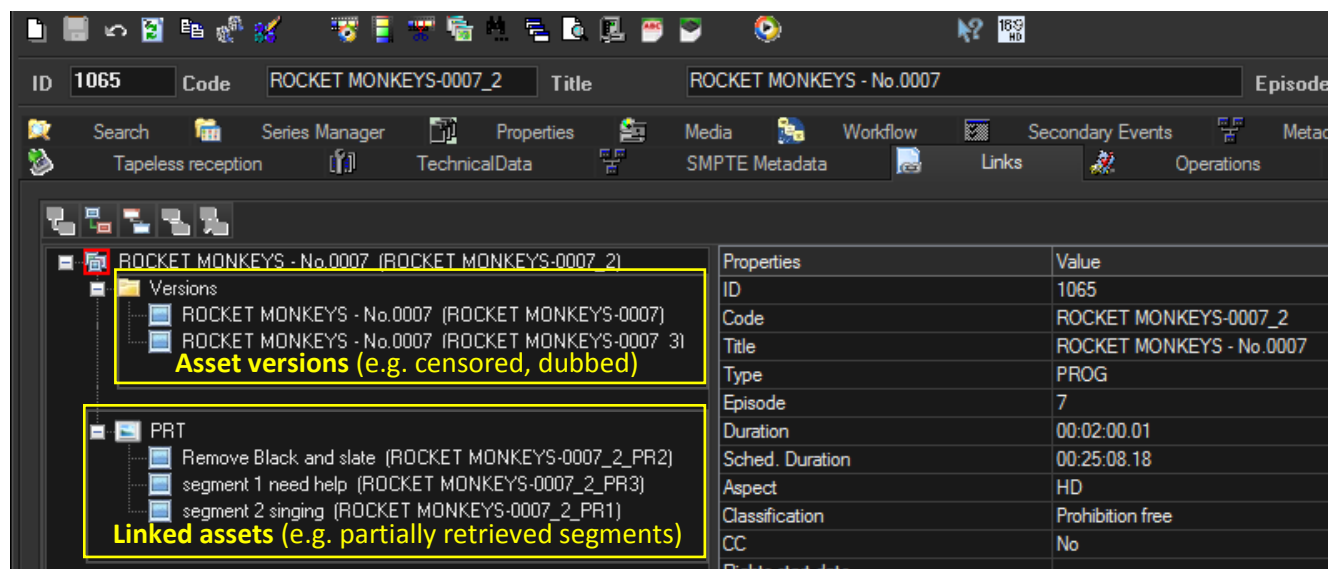 ABC
16:9
HD
ID 1065 Code ROCKET MONKEYS-0007_2 Title ROCKET MONKEYS - No.0007 Episode
Search Series Manager Properties Media Workflow Secondary Events Metad
Tapeless reception TechnicalData SMPTE Metadata Links Operations
ROCKET MONKEYS - No.0007 (ROCKET MONKEYS-0007_2)
Versions
ROCKET MONKEYS - No.0007 (ROCKET MONKEYS-0007)
ROCKET MONKEYS - No.0007 (ROCKET MONKEYS-0007_3)
Asset versions (e.g. censored, dubbed)
PRT
Remove Black and slate (ROCKET MONKEYS-0007_2_PR2)
segment 1 need help (ROCKET MONKEYS-0007_2_PR3)
segment 2 singing (ROCKET MONKEYS-0007_2_PR1)
Linked assets (e.g. partially retrieved segments)
Properties Value
ID 1065
Code ROCKET MONKEYS-0007_2
Title ROCKET MONKEYS - No.0007
Type PROG
Episode 7
Duration 00:02:00.01
Sched. Duration 00:25:08.18
Aspect HD
Classification Prohibition free
CC No